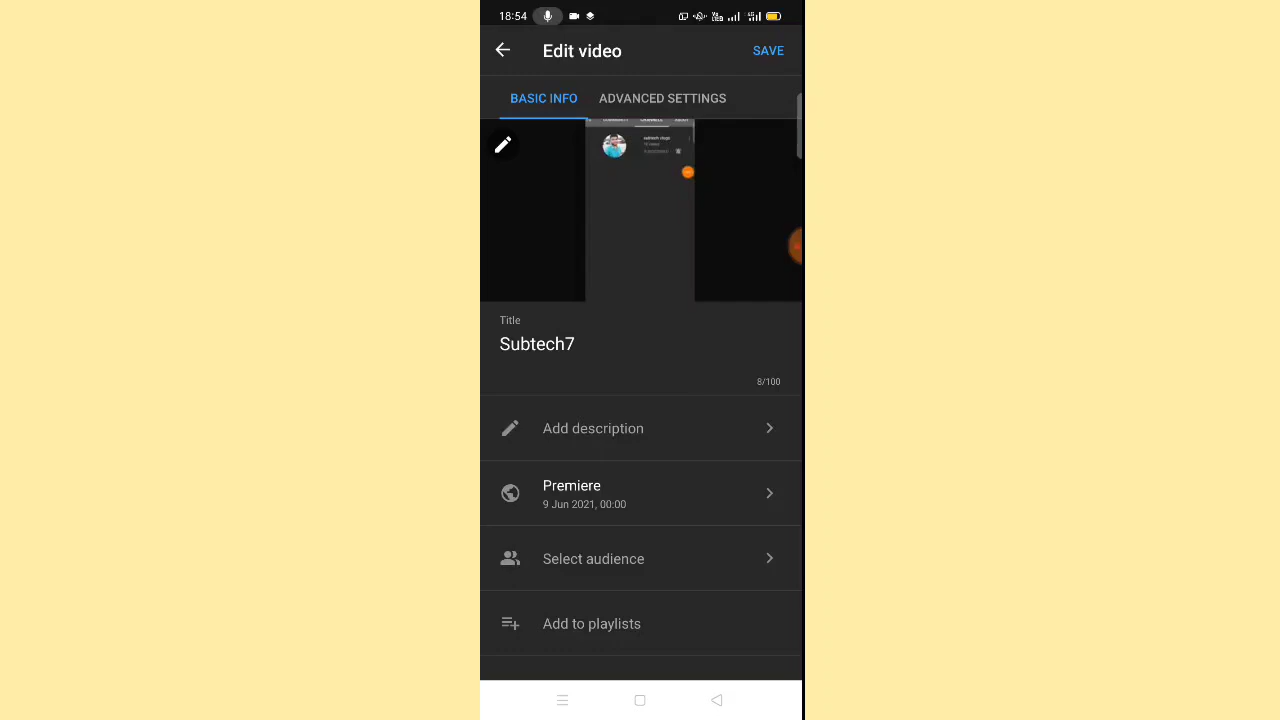 18:54
Edit video
SAVE
BASIC INFO
ADVANCED SETTINGS
Title
Subtech7
8/100
Add description
Premiere
9 Jun 2021, 00:00
Select audience
Add to playlists